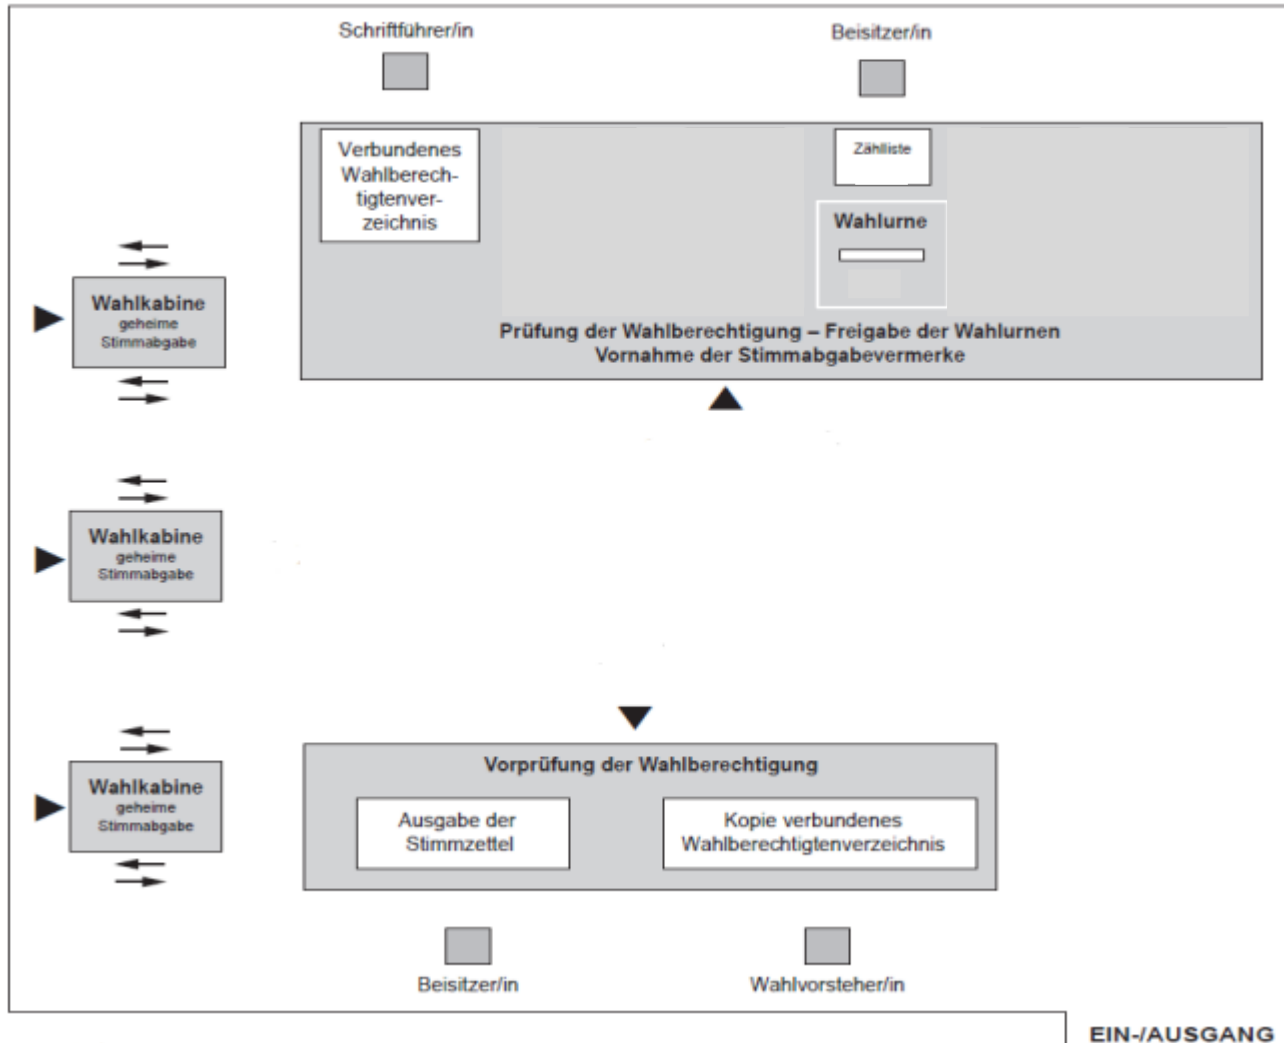 Schriftführer/in
Beisitzer/in
Verbundenes
Wahlberech-
tigtenver-
zeichnis
Zählliste
Wahlurne
Prüfung der Wahlberechtigung – Freigabe der Wahlurnen
Vornahme der Stimmabgabevermerke
Wahlkabine
geheime
Stimmabgabe
Wahlkabine
geheime
Stimmabgabe
Wahlkabine
geheime
Stimmabgabe
Vorprüfung der Wahlberechtigung
Ausgabe der
Stimmzettel
Kopie verbundenes
Wahlberechtigtenverzeichnis
Beisitzer/in
Wahlvorsteher/in
EIN-/AUSGANG